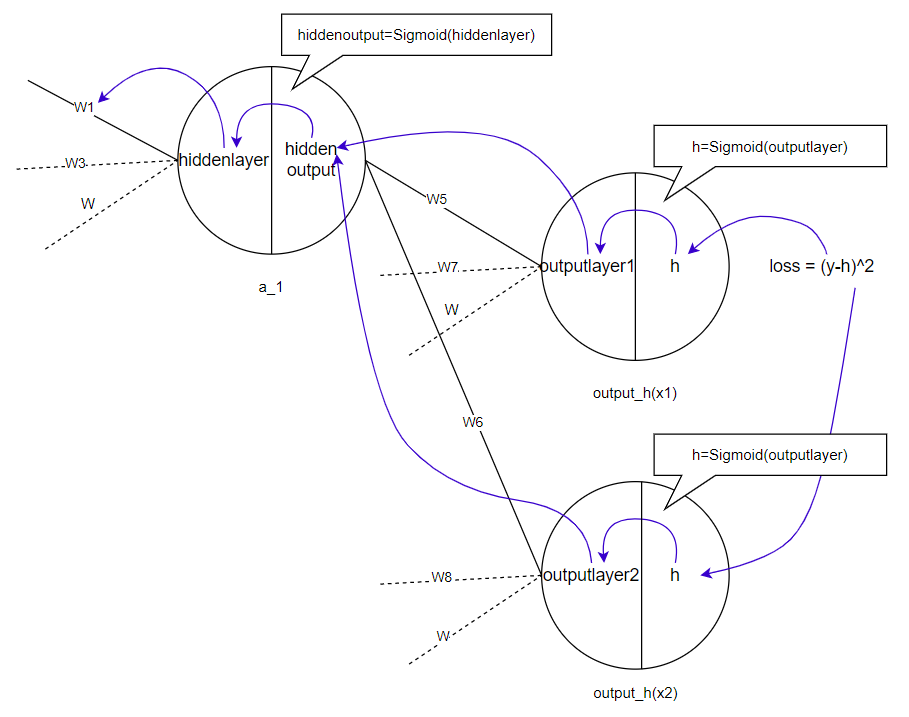 hiddenoutput=Sigmoid(hiddenlayer)
W1
hiddenlayer
hidden
output
W3
W
a_1
h=Sigmoid(outputlayer)
W5
W7
W
outputlayer1
h
loss = (y-h)^2
output_h(x1)
W6
h=Sigmoid(outputlayer)
W8
W
outputlayer2
h
output_h(x2)